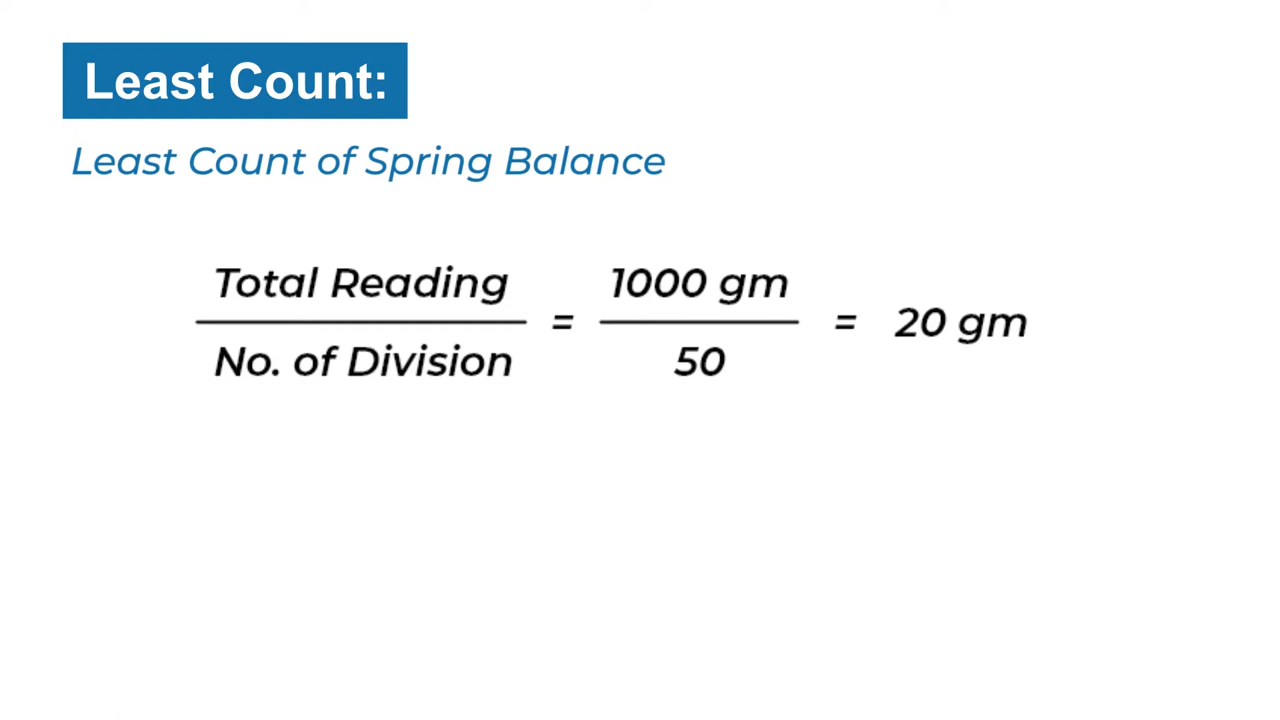 Least Count:
Least Count of Spring Balance
Total Reading
No. of Division
=
1000 gm
50
=
20 gm